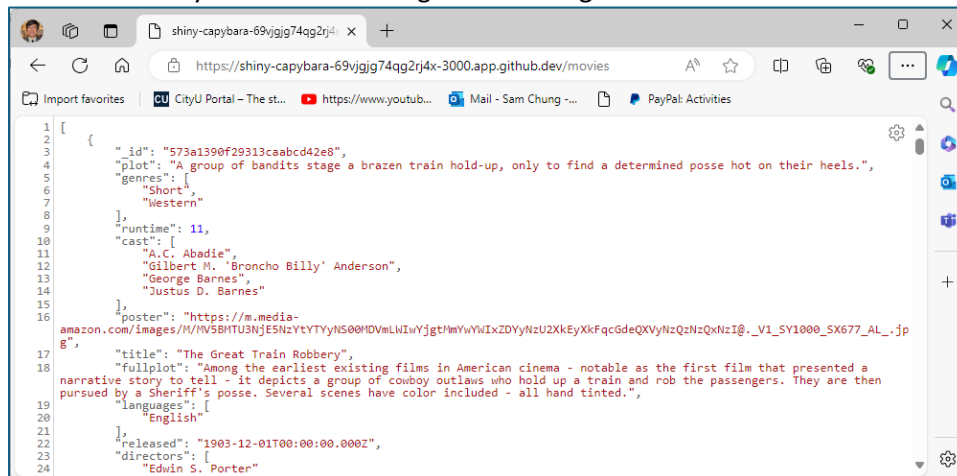 shiny-capybara-69vjgjg74qg2rj4
https://shiny-capybara-69vjgjg74qg2rj4x-3000.app.github.dev/movies
Import favorites CU CityU Portal – The st... https://www.youtub... Mail - Sam Chung -... PayPal: Activities
1 [
2 {
3 "_id": "573a1390f29313caabcd42e8",
4 "plot": "A group of bandits stage a brazen train hold-up, only to find a determined posse hot on their heels.",
5 "genres": [
6 "Short",
7 "Western"
8 ],
9 "runtime": 11,
10 "cast": [
11 "A.C. Abadie",
12 "Gilbert M. 'Broncho Billy' Anderson",
13 "George Barnes",
14 "Justus D. Barnes"
15 ],
16 "poster": "https://m.media-
amazon.com/images/M/MV5BMTU3NjE5NzYtYTYyNS00MDVmLWIwYjgtMmYwYWIxZDYyNzU2XkEyXkFqcGdeQXVyNzQzNzQxNzI@._V1_SY1000_SX677_AL_.jp
g",
17 "title": "The Great Train Robbery",
18 "fullplot": "Among the earliest existing films in American cinema - notable as the first film that presented a
narrative story to tell - it depicts a group of cowboy outlaws who hold up a train and rob the passengers. They are then
pursued by a Sheriff's posse. Several scenes have color included - all hand tinted.",
19 "languages": [
20 "English"
21 ],
22 "released": "1903-12-01T00:00:00.000Z",
23 "directors": [
24 "Edwin S. Porter"